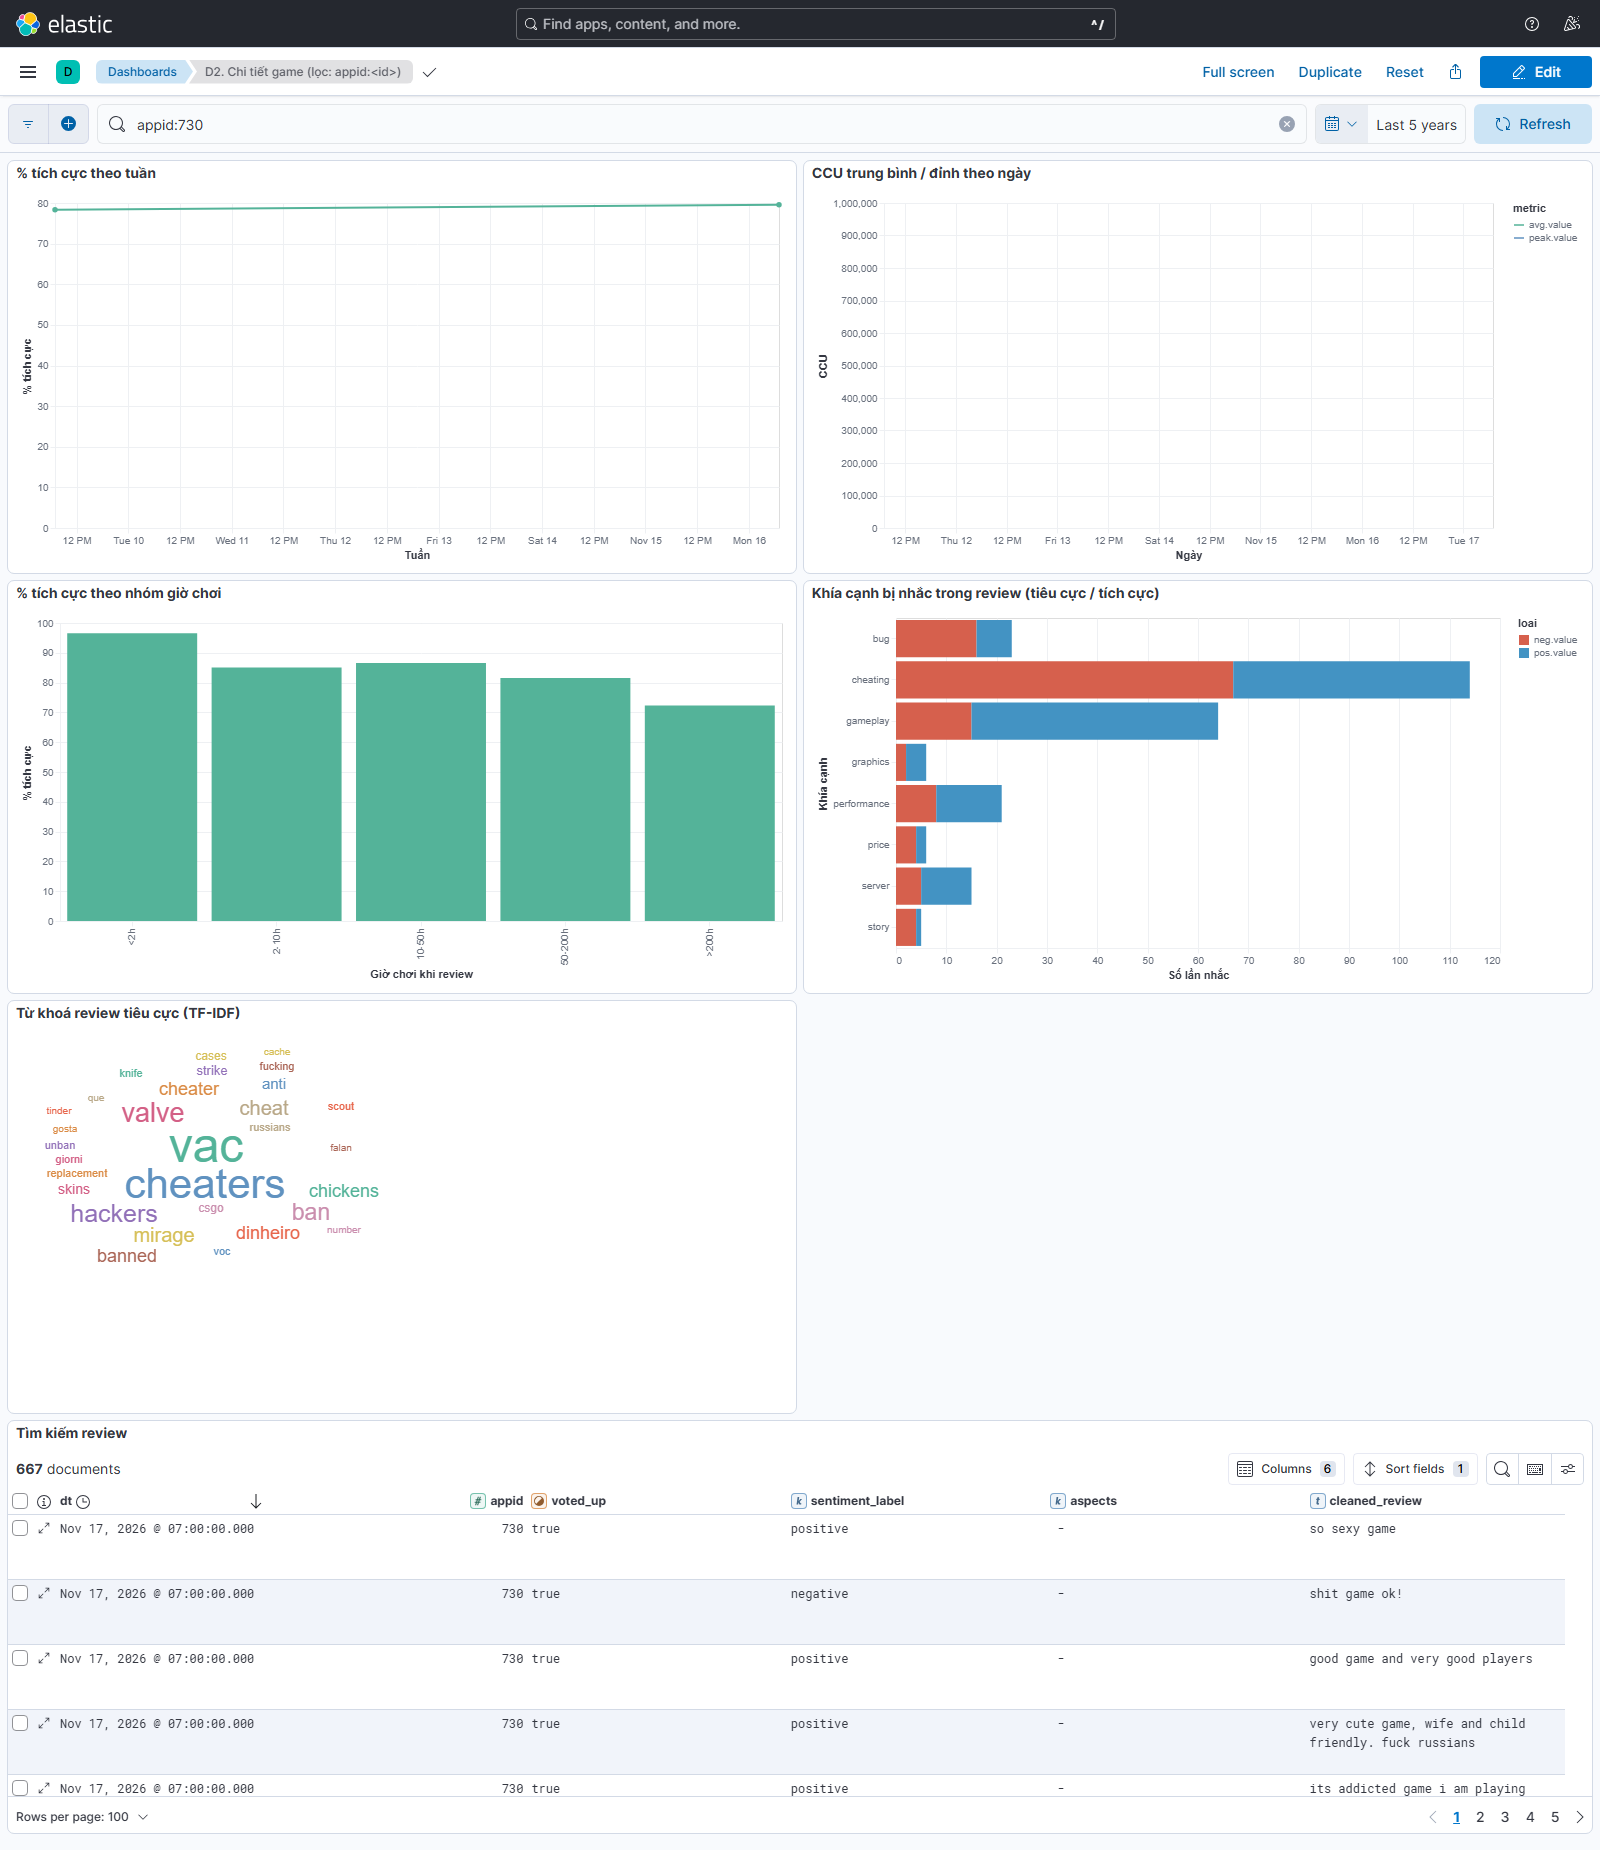 elastic
Find apps, content, and more.
^/
D
Dashboards
D2. Chi tiết game (lọc: appid:<id>)
Full screen
Duplicate
Reset
Edit
appid:730
Last 5 years
Refresh
% tích cực theo tuần
80
70
60
50
40
30
20
10
0
% tích cực
12 PM Tue 10 12 PM Wed 11 12 PM Thu 12 12 PM Fri 13 12 PM Sat 14 12 PM Nov 15 12 PM Mon 16
Tuần
CCU trung bình / đỉnh theo ngày
1,000,000
900,000
800,000
700,000
600,000
500,000
400,000
300,000
200,000
100,000
0
CCU
12 PM Thu 12 12 PM Fri 13 12 PM Sat 14 12 PM Nov 15 12 PM Mon 16 12 PM Tue 17
Ngày
metric
avg.value
peak.value
% tích cực theo nhóm giờ chơi
100
90
80
70
60
50
40
30
20
10
0
% tích cực
<2h 2-10h 10-50h 50-200h >200h
Giờ chơi khi review
Khía cạnh bị nhắc trong review (tiêu cực / tích cực)
bug
cheating
gameplay
graphics
performance
price
server
story
Khía cạnh
0 10 20 30 40 50 60 70 80 90 100 110 120
Số lần nhắc
loai
neg.value
pos.value
Từ khoá review tiêu cực (TF-IDF)
cache
cases
fucking
strike
knife
anti
cheater
que
scout
cheat
tinder
valve
russians
gosta
vac
unban
falan
giorni
replacement
cheaters
skins
chickens
csgo
hackers
ban
number
dinheiro
mirage
voc
banned
Tìm kiếm review
667 documents
Columns 6
Sort fields 1
dt
# appid
voted_up
k sentiment_label
k aspects
t cleaned_review
Nov 17, 2026 @ 07:00:00.000 730 true positive - so sexy game
Nov 17, 2026 @ 07:00:00.000 730 true negative - shit game ok!
Nov 17, 2026 @ 07:00:00.000 730 true positive - good game and very good players
Nov 17, 2026 @ 07:00:00.000 730 true positive - very cute game, wife and child
friendly. fuck russians
Nov 17, 2026 @ 07:00:00.000 730 true positive - its addicted game i am playing
Rows per page: 100
1 2 3 4 5